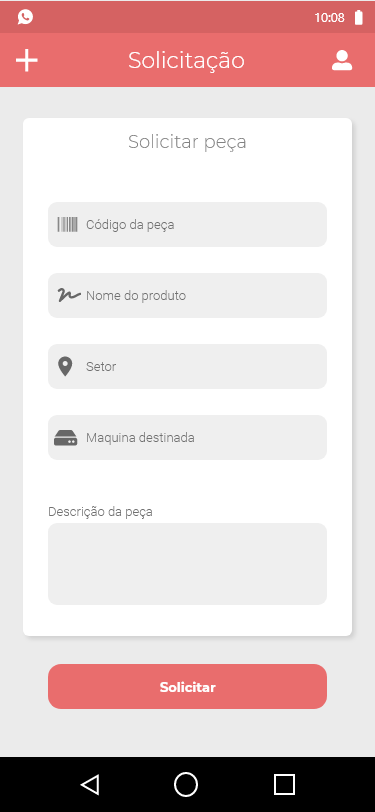 10:08
Solicitação
Solicitar peça
Código da peça
Nome do produto
Setor
Maquina destinada
Descrição da peça
Solicitar